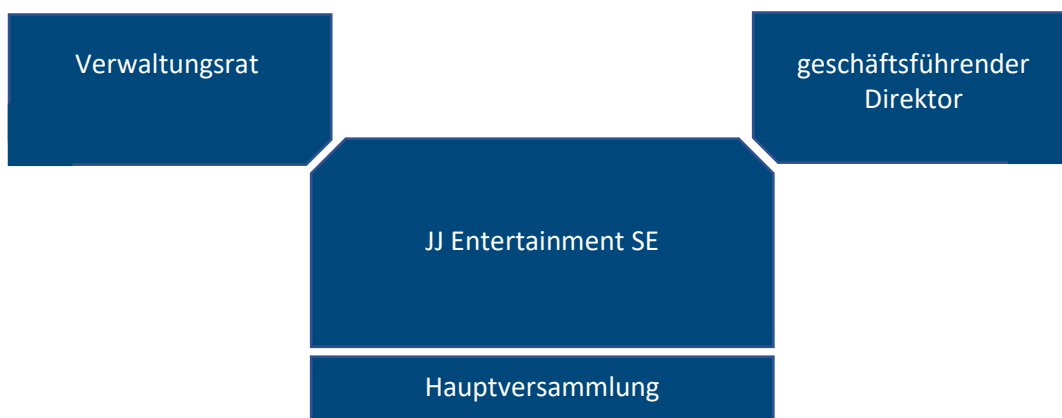 Verwaltungsrat
geschäftsführender
Direktor
JJ Entertainment SE
Hauptversammlung